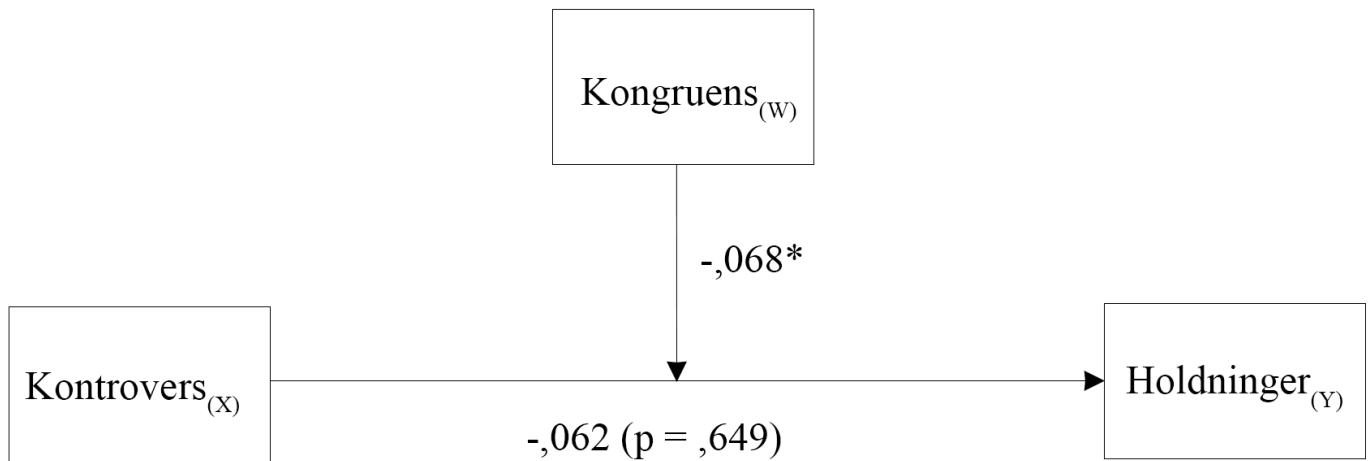 Kongruens(W)
-,068*
Kontrovers(X)
Holdninger(Y)
-,062 (p = ,649)